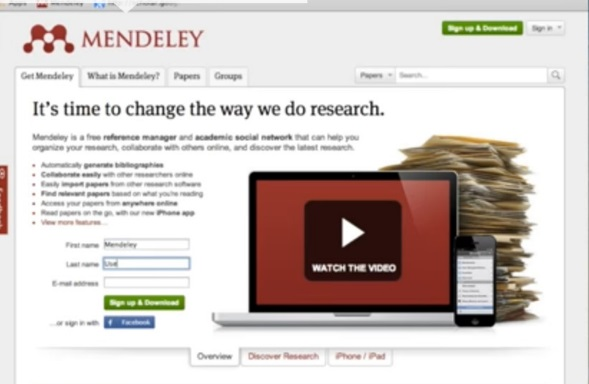 Apps Mendeley
MENDELEY
Sign up & Download Sign in
Get Mendeley What is Mendeley? Papers Groups
Papers Search...
It's time to change the way we do research.
Mendeley is a free reference manager and academic social network that can help you
organize your research, collaborate with others online, and discover the latest research.
Automatically generate bibliographies
Collaborate easily with other researchers online
Easily import papers from other research software
Find relevant papers based on what you're reading
Access your papers from anywhere online
Read papers on the go, with our new iPhone app
View more features...
First name Mendeley
Last name Use
E-mail address
Sign up & Download
...or sign in with Facebook
WATCH THE VIDEO
Overview Discover Research iPhone / iPad